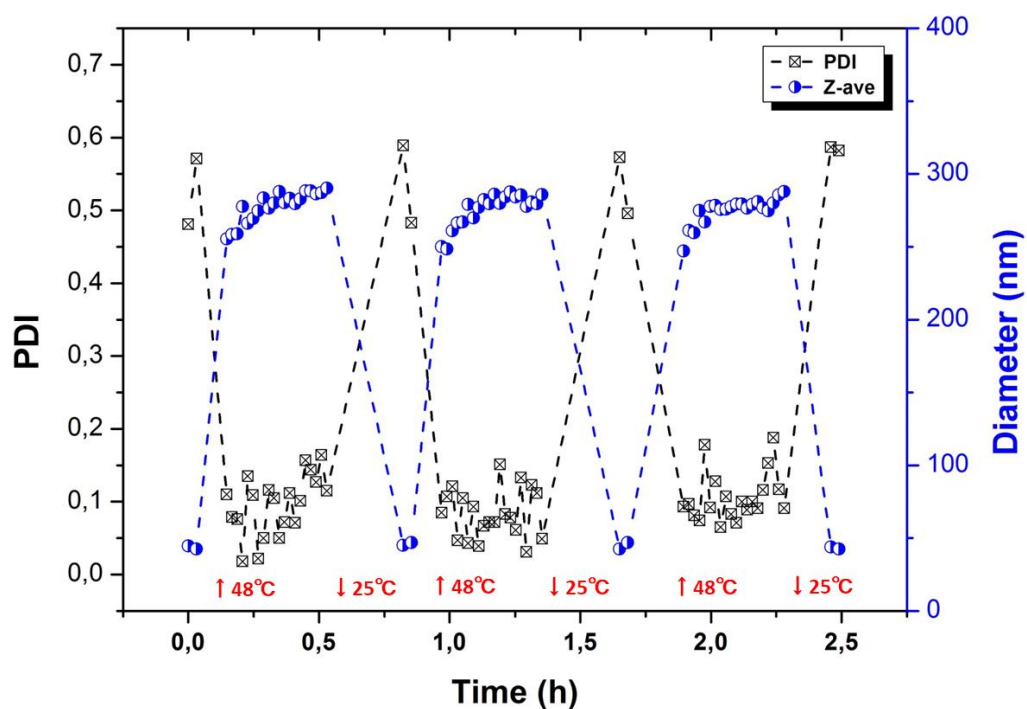 PDI
Z-ave
0,7
0,6
0,5
0,4
0,3
0,2
0,1
0,0
PDI
400
300
200
100
0
Diameter (nm)
↑ 48°C ↓ 25°C ↑ 48°C ↓ 25°C ↑ 48°C ↓ 25°C
0,0 0,5 1,0 1,5 2,0 2,5
Time (h)